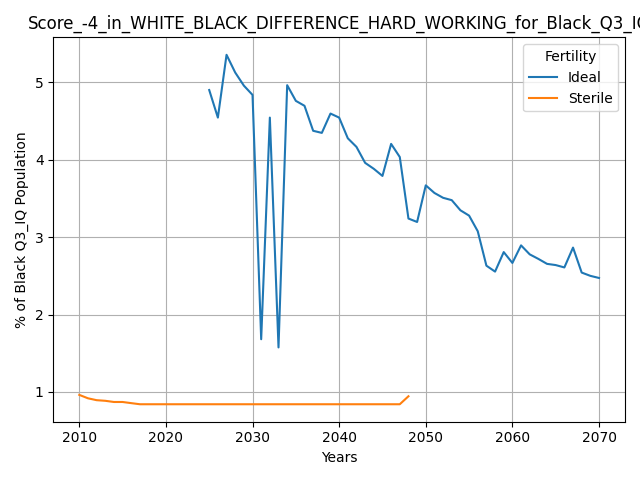 Score_-4_in_WHITE_BLACK_DIFFERENCE_HARD_WORKING_for_Black_Q3_IQ
Fertility
Ideal
Sterile
% of Black Q3_IQ Population
5
4
3
2
1
2010 2020 2030 2040 2050 2060 2070
Years